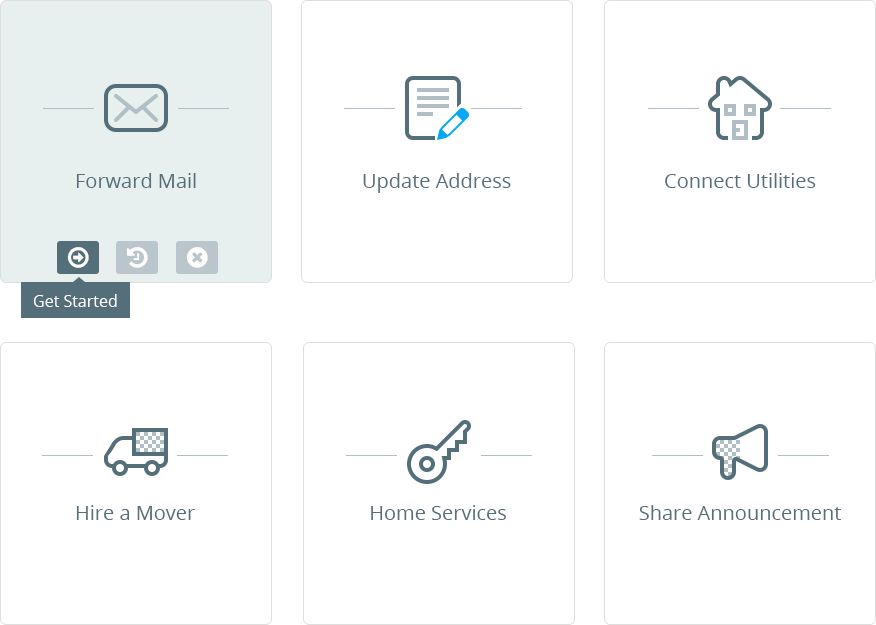 Forward Mail
Update Address
Connect Utilities
Get Started
Hire a Mover
Home Services
Share Announcement